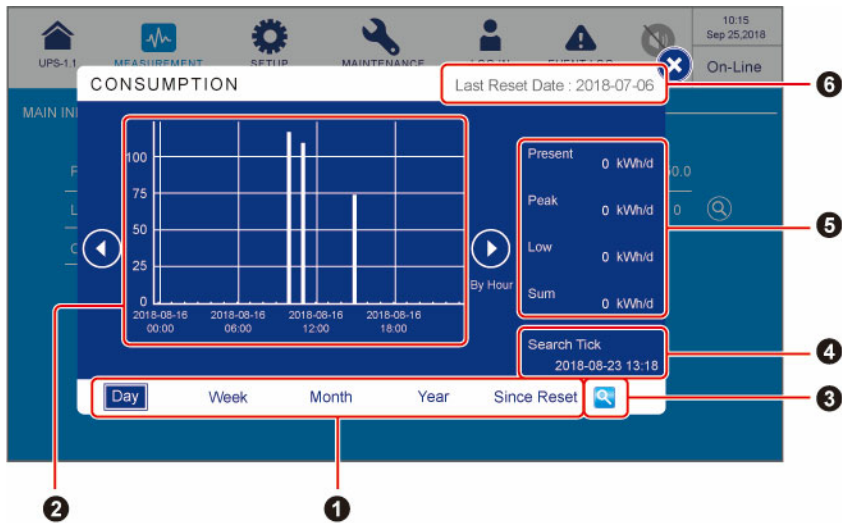 10:15
Sep 25,2018
UPS-1.1
MEASUREMENT
SETUP
MAINTENANCE
LOG IN
EVENT LOG
On-Line
CONSUMPTION
Last Reset Date : 2018-07-06
6
MAIN IN
100
75
50
25
0
2018-08-16
00:00
2018-08-16
06:00
2018-08-16
12:00
2018-08-16
18:00
By Hour
Present
0 kWh/d
Peak
0 kWh/d
Low
0 kWh/d
Sum
0 kWh/d
0.0
0
5
Search Tick
2018-08-23 13:18
4
Day
Week
Month
Year
Since Reset
3
2
1